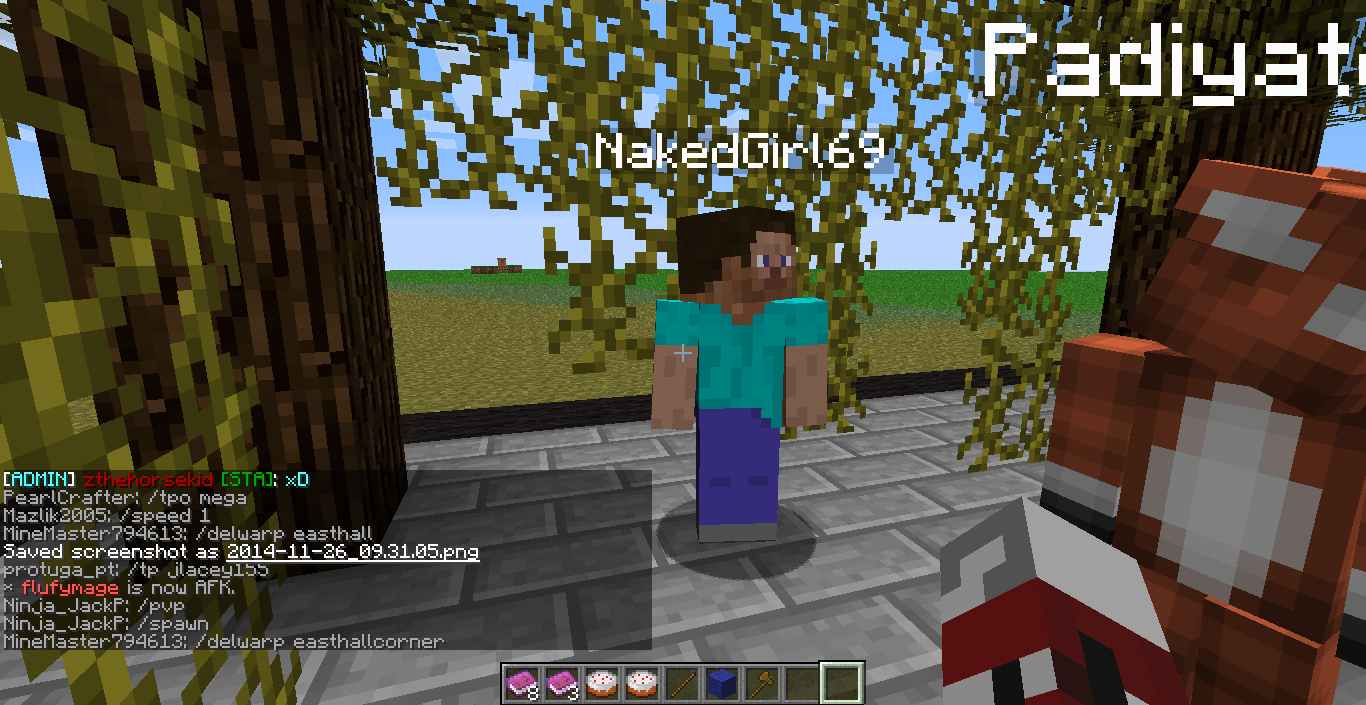 Padiyat
NakedGirl69
[ADMIN] zthehorsekid [STA]: xD
PearlCrafter: /tpo mega
Mazlik2005: /speed 1
MineMaster794613: /delwarp easthall
Saved screenshot as 2014-11-26_09.31.05.png
protuga_pt: /tp jlacey155
* flufymage is now AFK.
Ninja_JackP: /pvp
Ninja_JackP: /spawn
MineMaster794613: /delwarp easthallcorner
8 3